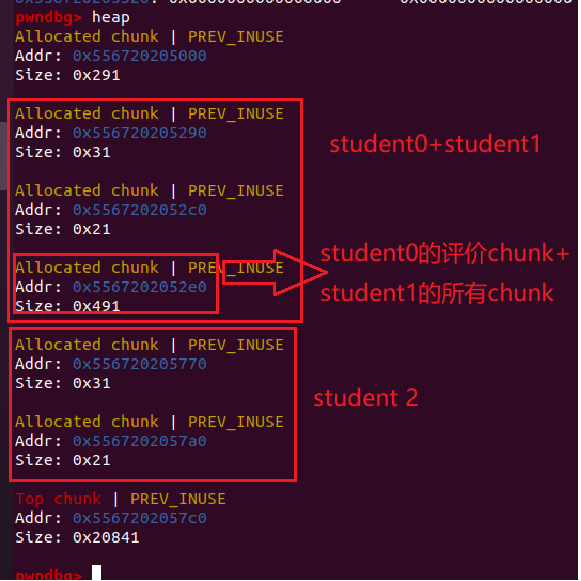 pwndbg> heap
Allocated chunk | PREV_INUSE
Addr: 0x556720205000
Size: 0x291
Allocated chunk | PREV_INUSE
Addr: 0x556720205290
Size: 0x31
student0+student1
Allocated chunk | PREV_INUSE
Addr: 0x5567202052c0
Size: 0x21
Allocated chunk | PREV_INUSE
Addr: 0x5567202052e0
Size: 0x491
student0的评价chunk+
student1的所有chunk
Allocated chunk | PREV_INUSE
Addr: 0x556720205770
Size: 0x31
student 2
Allocated chunk | PREV_INUSE
Addr: 0x5567202057a0
Size: 0x21
Top chunk | PREV_INUSE
Addr: 0x5567202057c0
Size: 0x20841
pwndbg>